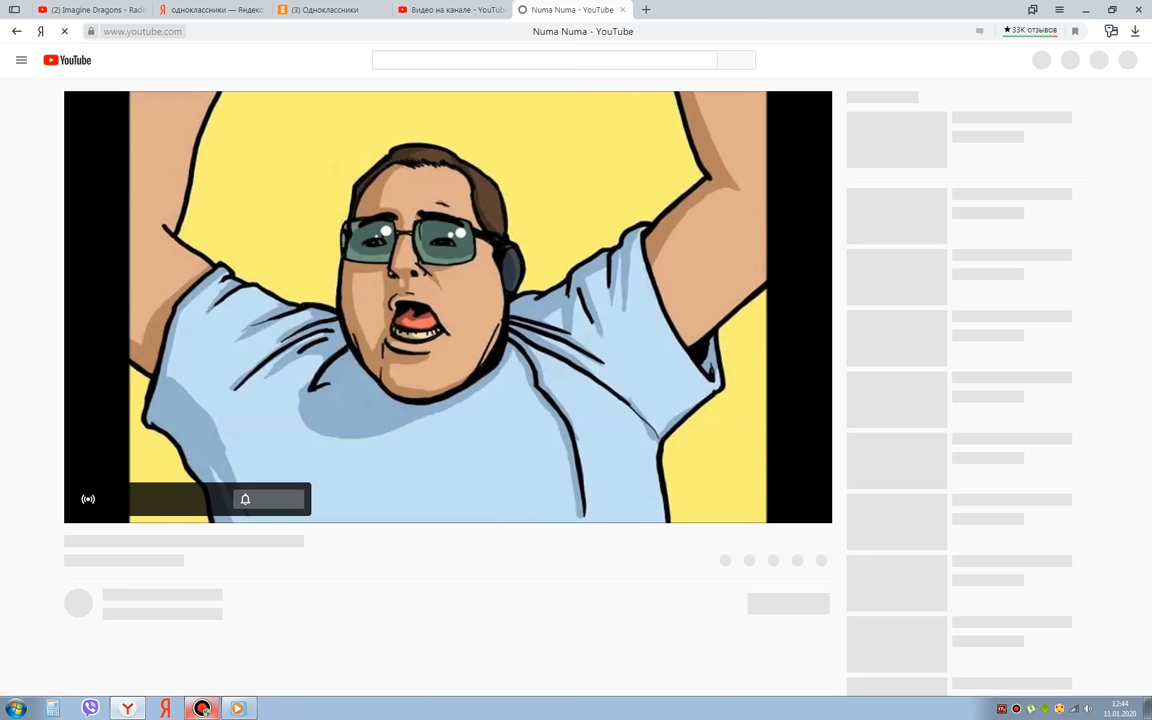 (2) Imagine Dragons - Radi
одноклассники — Яндекс
(3) Одноклассники
Видео на канале - YouTube
Numa Numa - YouTube
www.youtube.com
Numa Numa - YouTube
★33K отзывов
YouTube
12:44
11.01.2020